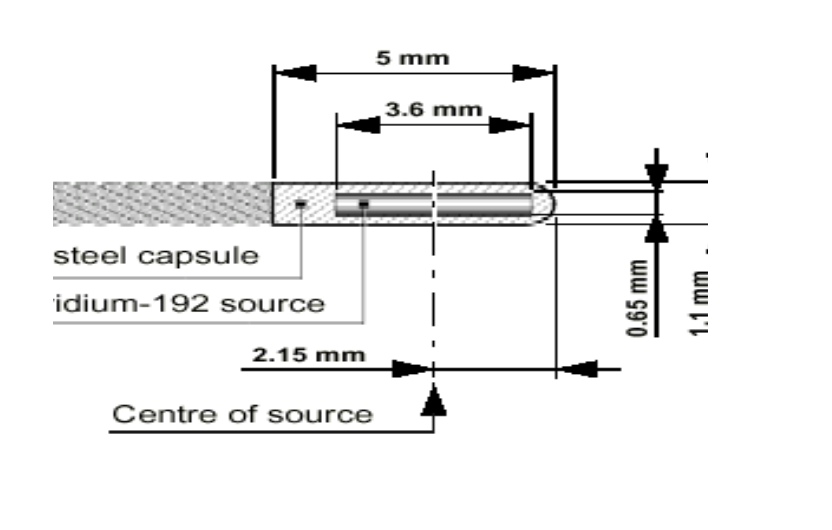 5 mm
3.6 mm
steel capsule
ridium-192 source
2.15 mm
0.65 mm
1.1 mm
Centre of source